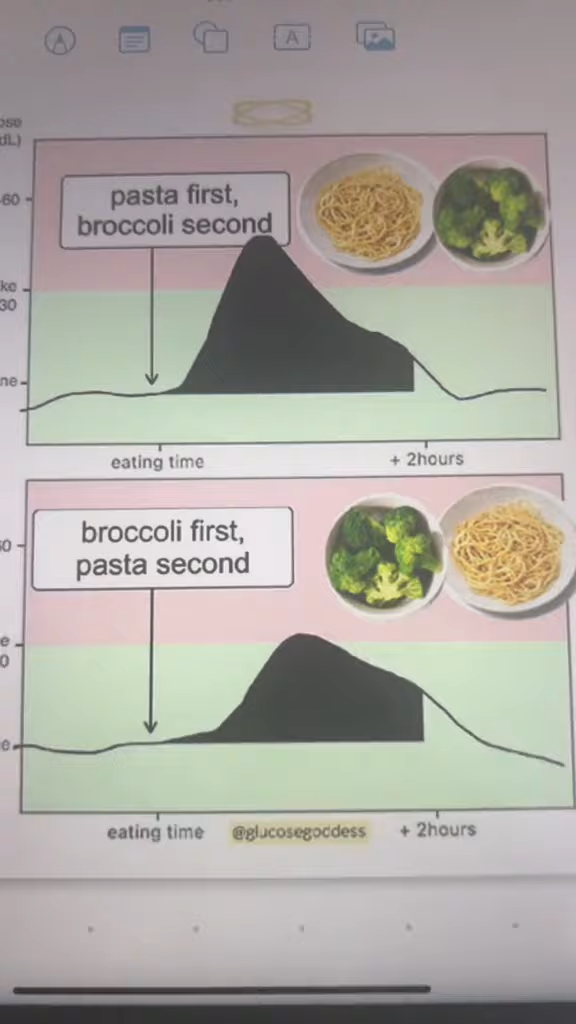 pasta first,
broccoli second
eating time
+ 2hours
broccoli first,
pasta second
eating time
@glucosegoddess
+ 2hours